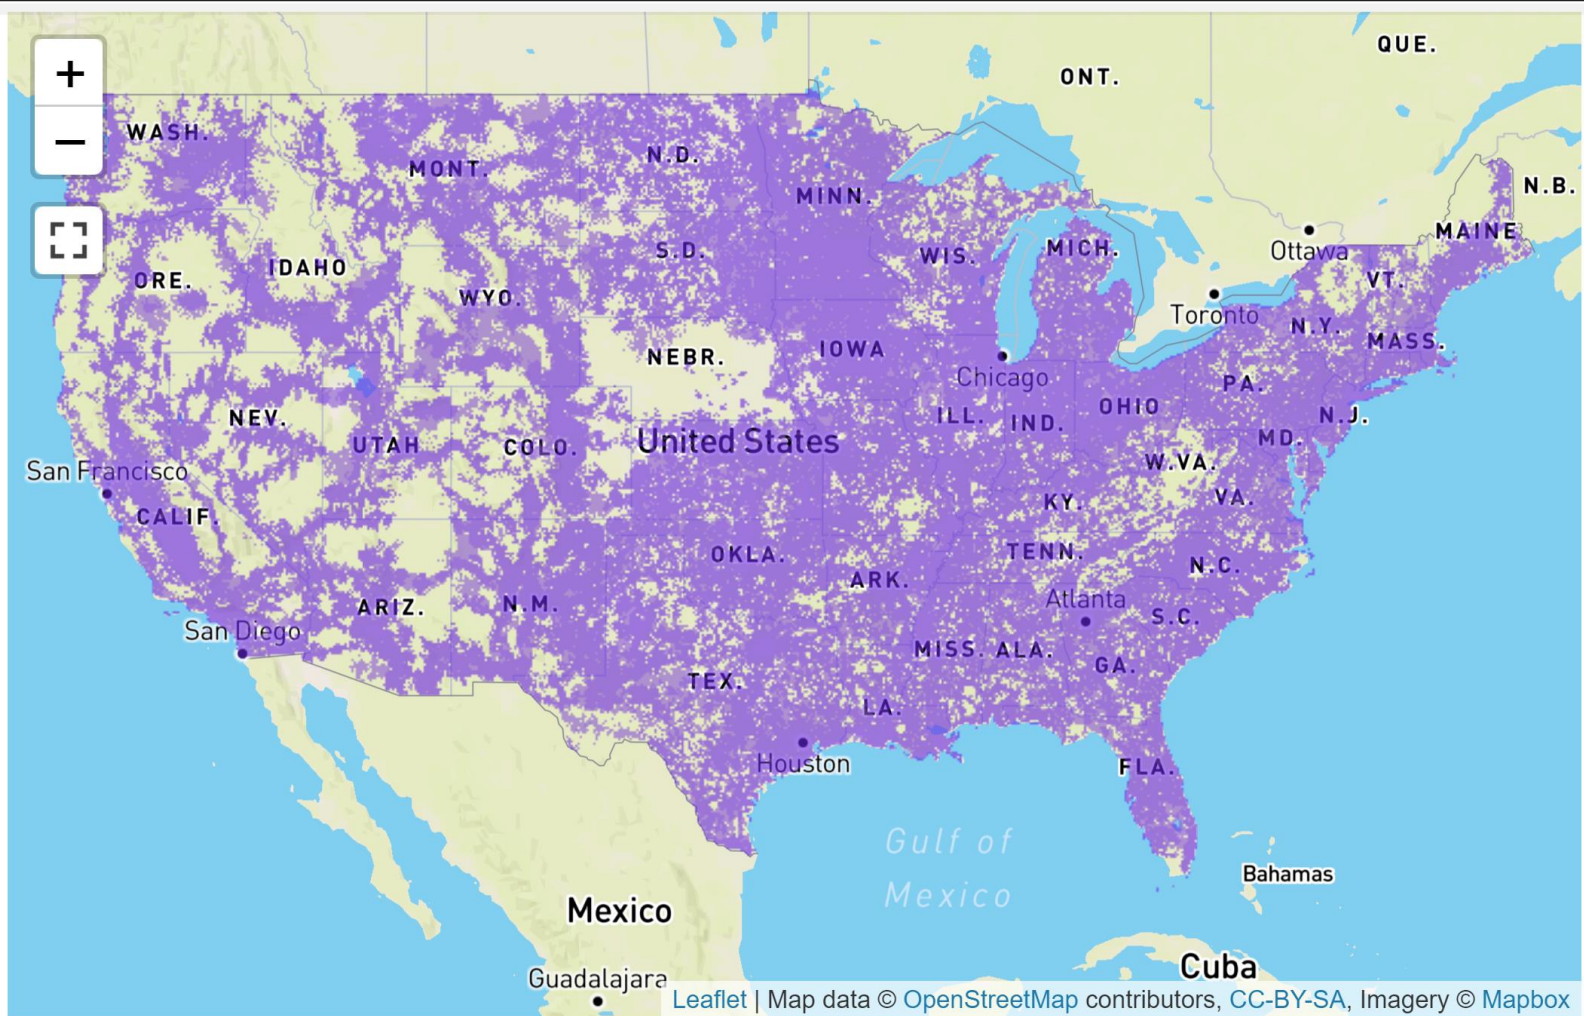 +
−
QUE.
ONT.
WASH.
N.D.
MONT.
N.B.
MINN.
MAINE
S.D.
WIS.
MICH.
Ottawa
IDAHO
ORE.
VT.
WYO.
Toronto
N.Y.
MASS.
IOWA
NEBR.
Chicago
PA.
OHIO
NEV.
ILL.
IND.
N.J.
MD.
UTAH
COLO.
United States
W.VA.
San Francisco
VA.
KY.
CALIF.
TENN.
OKLA.
N.C.
ARK.
Atlanta
ARIZ.
N.M.
S.C.
San Diego
MISS.
ALA.
GA.
TEX.
LA.
Houston
FLA.
Gulf of
Mexico
Bahamas
Mexico
Cuba
Guadalajara
Leaflet | Map data © OpenStreetMap contributors, CC-BY-SA, Imagery © Mapbox